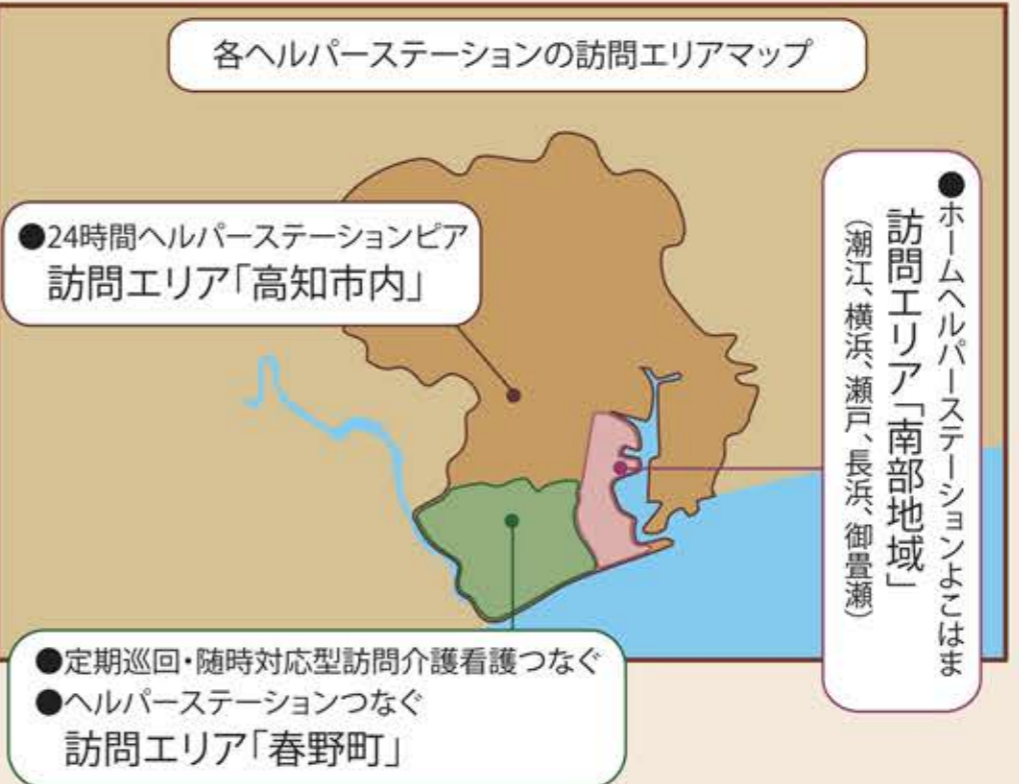 各ヘルパーステーションの訪問エリアマップ
●24時間ヘルパーステーションピア
訪問エリア「高知市内」
●ホームヘルパーステーションよこはま
訪問エリア「南部地域」
(潮江、横浜、瀬戸、長浜、御畳瀬)
●定期巡回・随時対応型訪問介護看護つなぐ
●ヘルパーステーションつなぐ
訪問エリア「春野町」